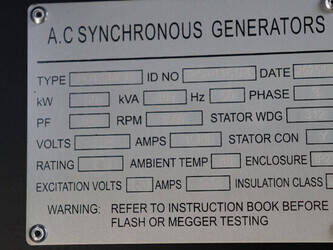 A.C SYNCHRONOUS GENERATORS
TYPE ID NO DATE
kW kVA Hz PHASE
PF RPM STATOR WDG
VOLTS AMPS STATOR CON
RATING AMBIENT TEMP ENCLOSURE
EXCITATION VOLTS AMPS INSULATION CLASS
WARNING: REFER TO INSTRUCTION BOOK BEFORE
FLASH OR MEGGER TESTING